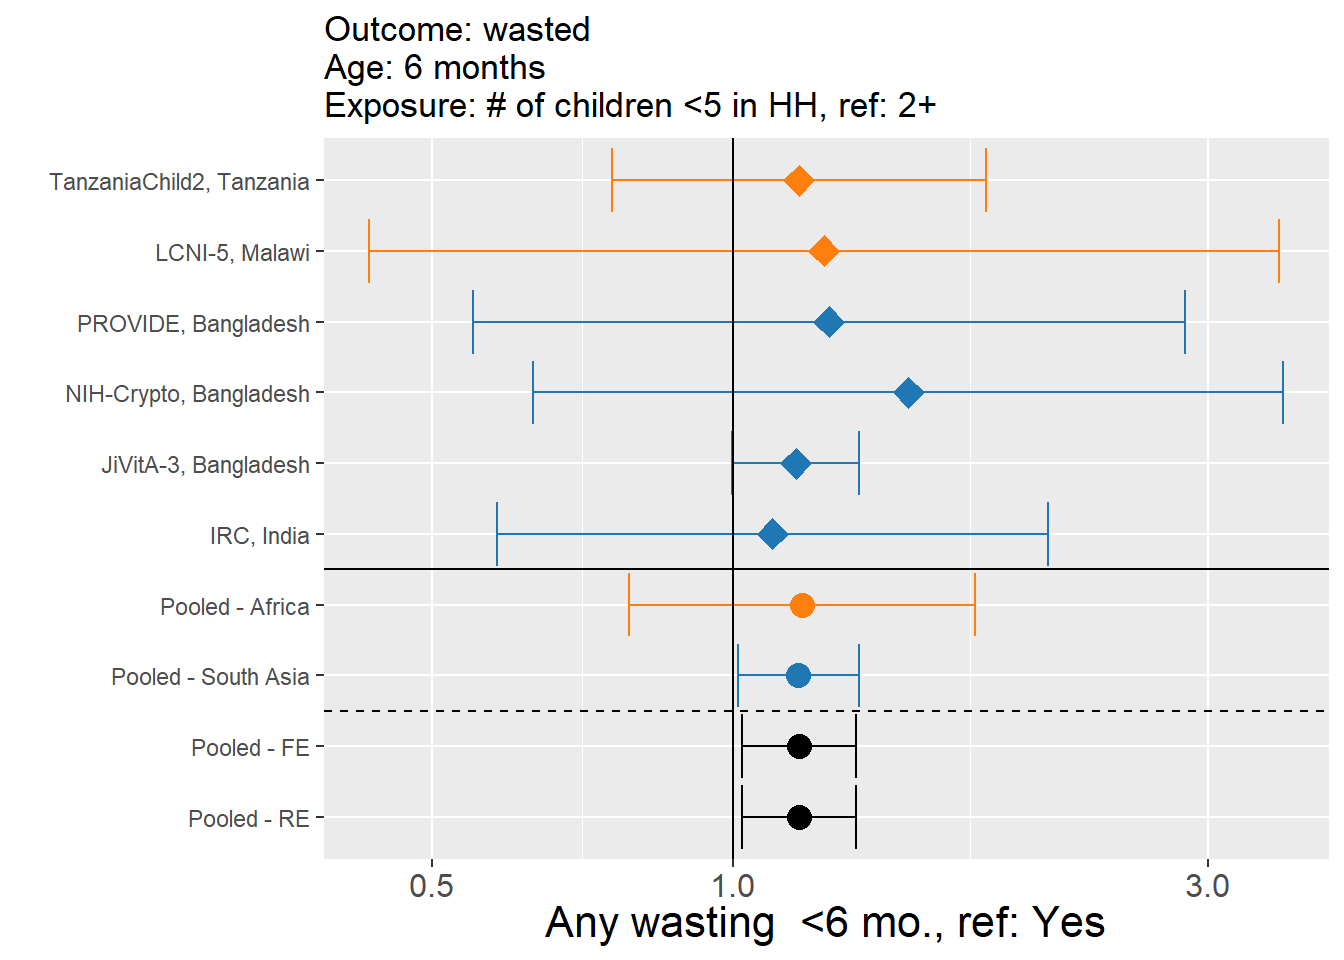 Outcome: wasted
Age: 6 months
Exposure: # of children <5 in HH, ref: 2+
TanzaniaChild2, Tanzania
LCNI-5, Malawi
PROVIDE, Bangladesh
NIH-Crypto, Bangladesh
JiVitA-3, Bangladesh
IRC, India
Pooled - Africa
Pooled - South Asia
Pooled - FE
Pooled - RE
0.5 1.0 3.0
Any wasting  <6 mo., ref: Yes